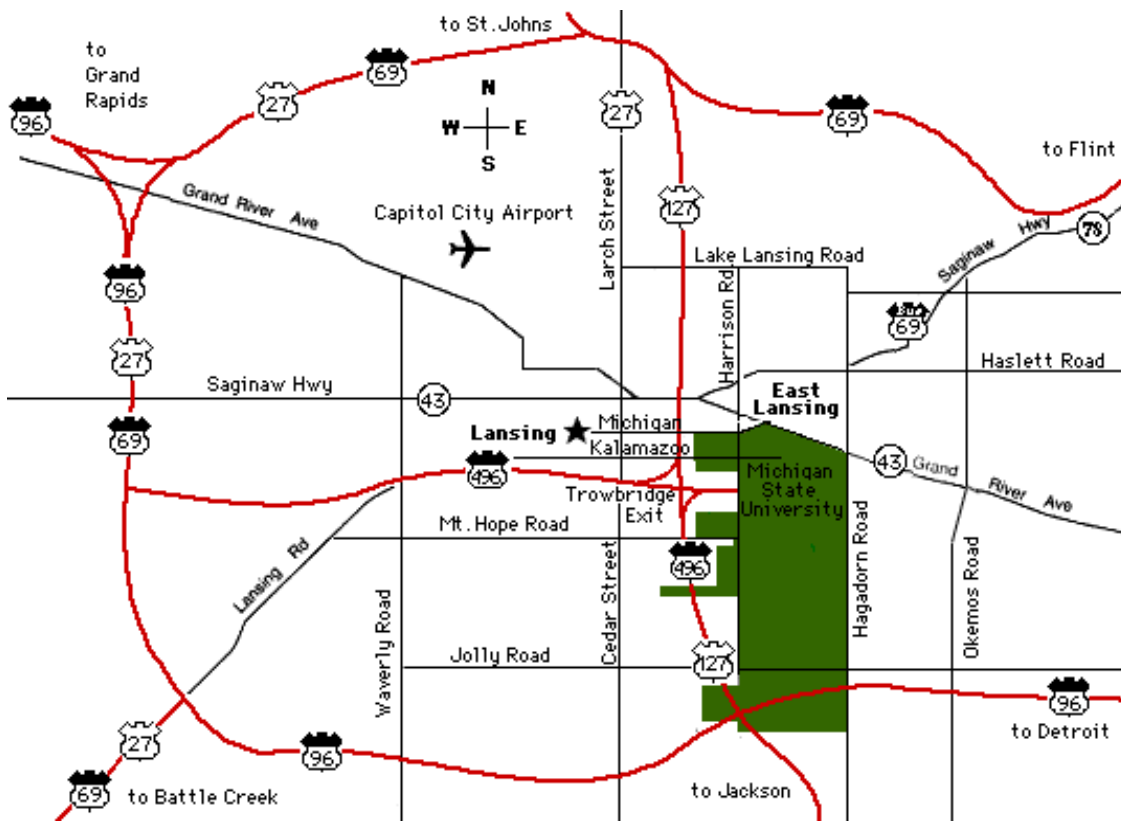 to St. Johns
to
Grand
Rapids
69
27
96
N
W E
S
27
69
to Flint
Grand River Ave
Capitol City Airport
127
Larch Street
Saginaw Hwy
78
Lake Lansing Road
96
Harrison Rd.
69
27
Haslett Road
Saginaw Hwy
43
East
Lansing
Michigan
Lansing
Kalamazoo
69
496
Michigan
State
University
43
Grand River Ave
Trowbridge
Exit
Mt. Hope Road
496
Lansing Rd
Cedar Street
Hagadorn Road
Okemos Road
Waverly Road
Jolly Road
127
96
to Detroit
27
96
69
to Battle Creek
to Jackson